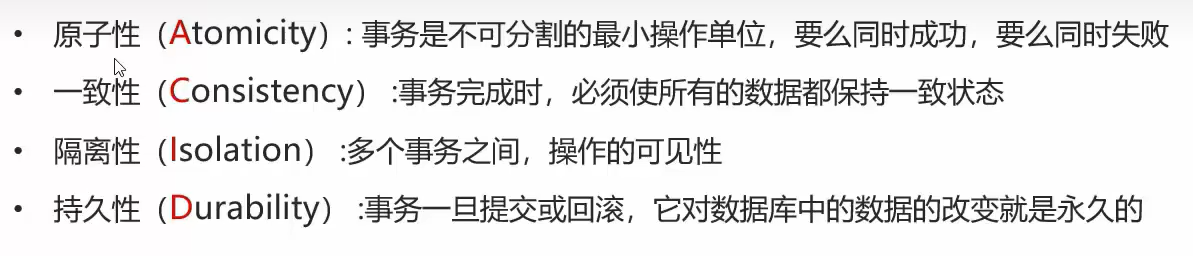 • 原子性（Atomicity）: 事务是不可分割的最小操作单位，要么同时成功，要么同时失败
• 一致性（Consistency） :事务完成时，必须使所有的数据都保持一致状态
• 隔离性（Isolation） :多个事务之间，操作的可见性
• 持久性（Durability） :事务一旦提交或回滚，它对数据库中的数据的改变就是永久的